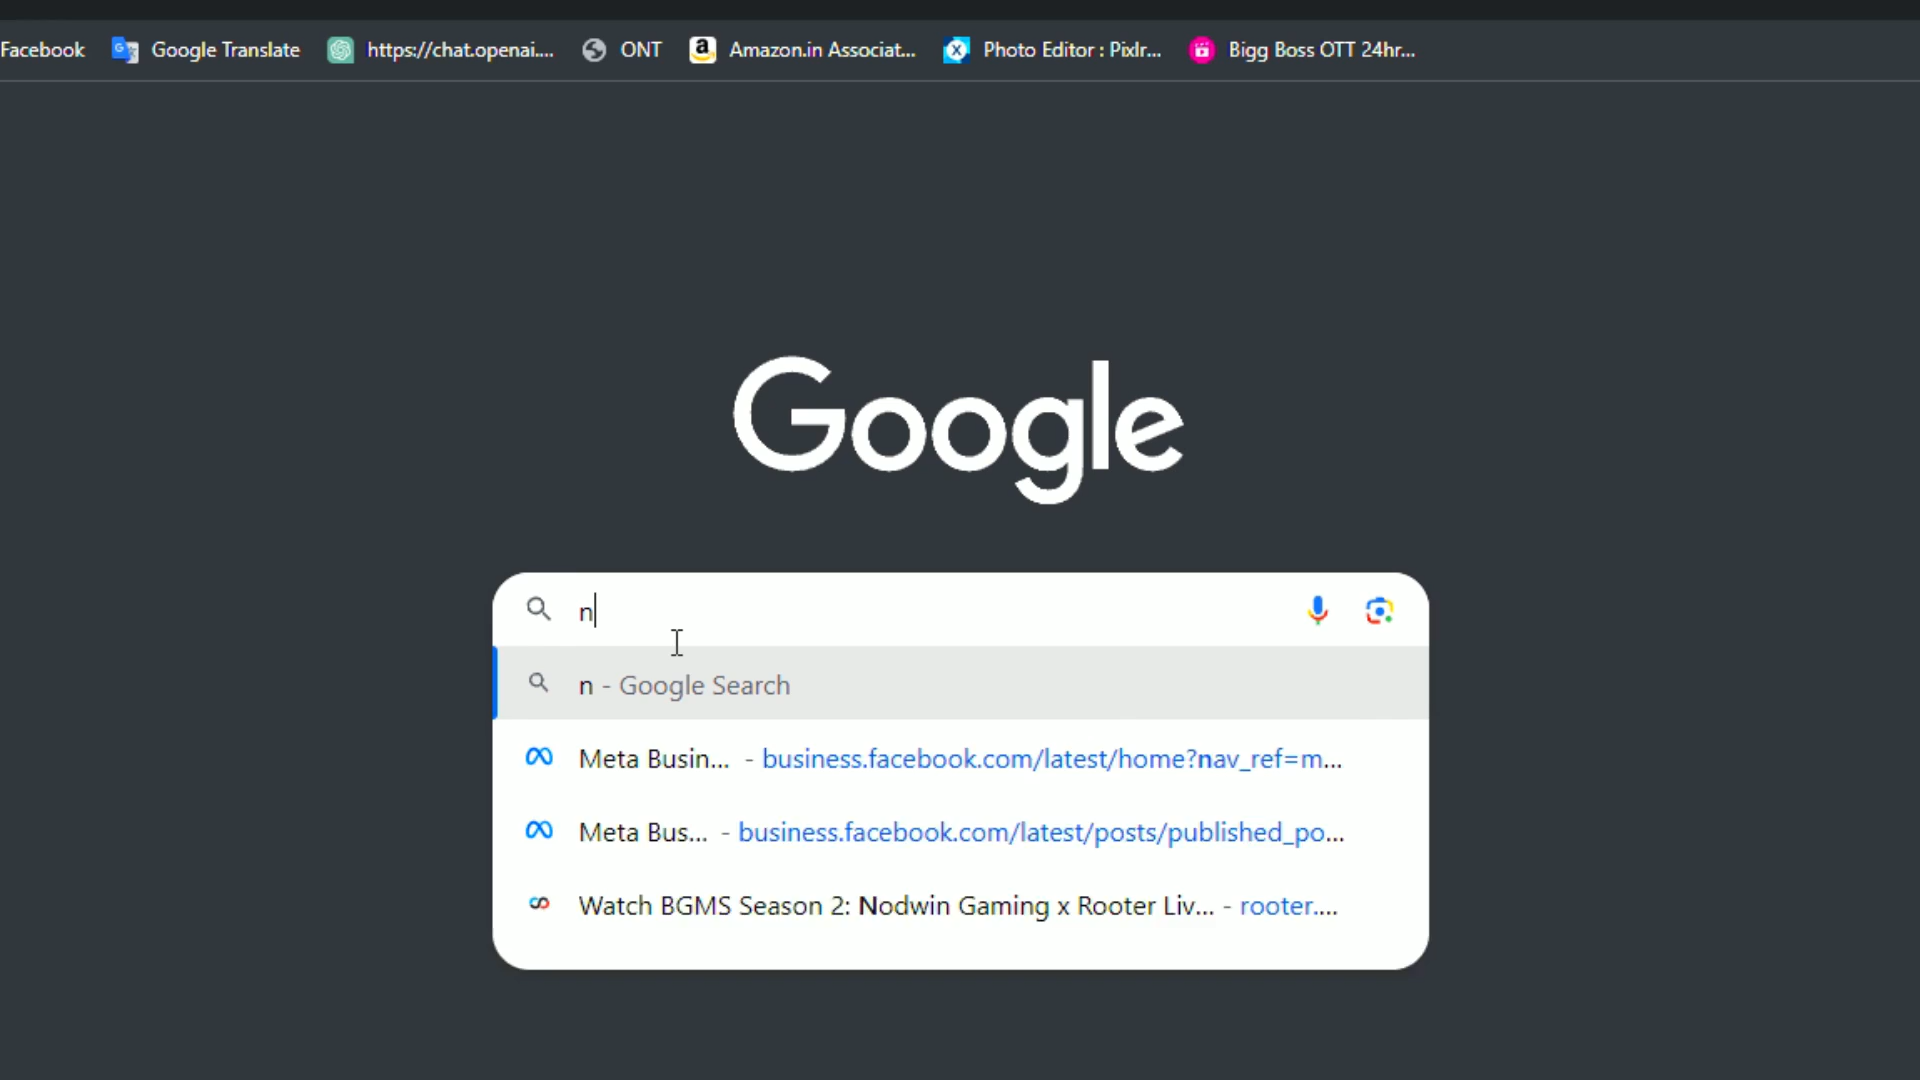 Facebook Google Translate https://chat.openai.... ONT Amazon.in Associat... Photo Editor : Pixlr... Bigg Boss OTT 24hr...
Google
n
n - Google Search
Meta Busin... - business.facebook.com/latest/home?nav_ref=m...
Meta Bus... - business.facebook.com/latest/posts/published_po...
Watch BGMS Season 2: Nodwin Gaming x Rooter Liv... - rooter....